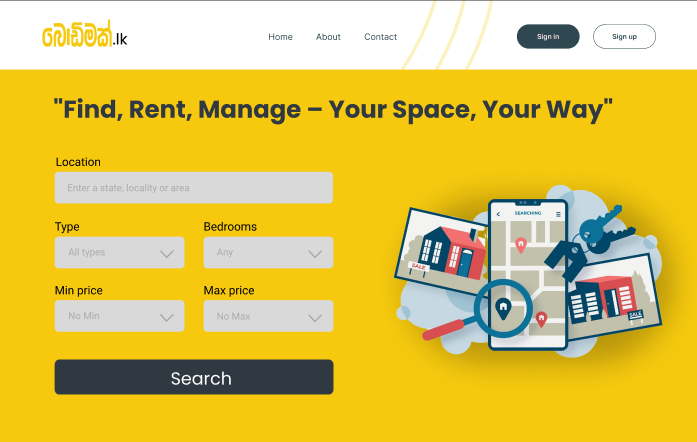 බොඩිමක්.lk
Home About Contact
Sign in Sign up
"Find, Rent, Manage – Your Space, Your Way"
Location
Enter a state, locality or area
Type Bedrooms
All types Any
Min price Max price
No Min No Max
Search
SEARCHING
SALE
SALE